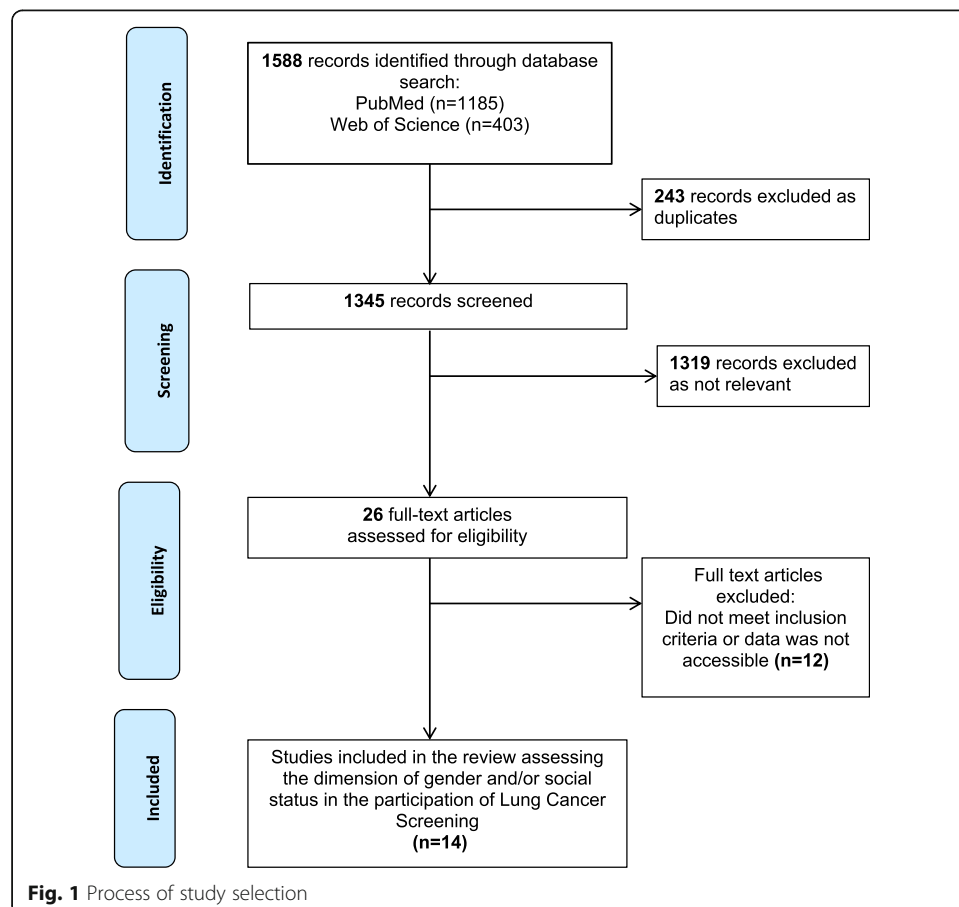 Identification
1588 records identified through database
search:
PubMed (n=1185)
Web of Science (n=403)
243 records excluded as
duplicates
Screening
1345 records screened
1319 records excluded
as not relevant
Eligibility
26 full-text articles
assessed for eligibility
Full text articles
excluded:
Did not meet inclusion
criteria or data was not
accessible (n=12)
Included
Studies included in the review assessing
the dimension of gender and/or social
status in the participation of Lung Cancer
Screening
(n=14)
Fig. 1 Process of study selection